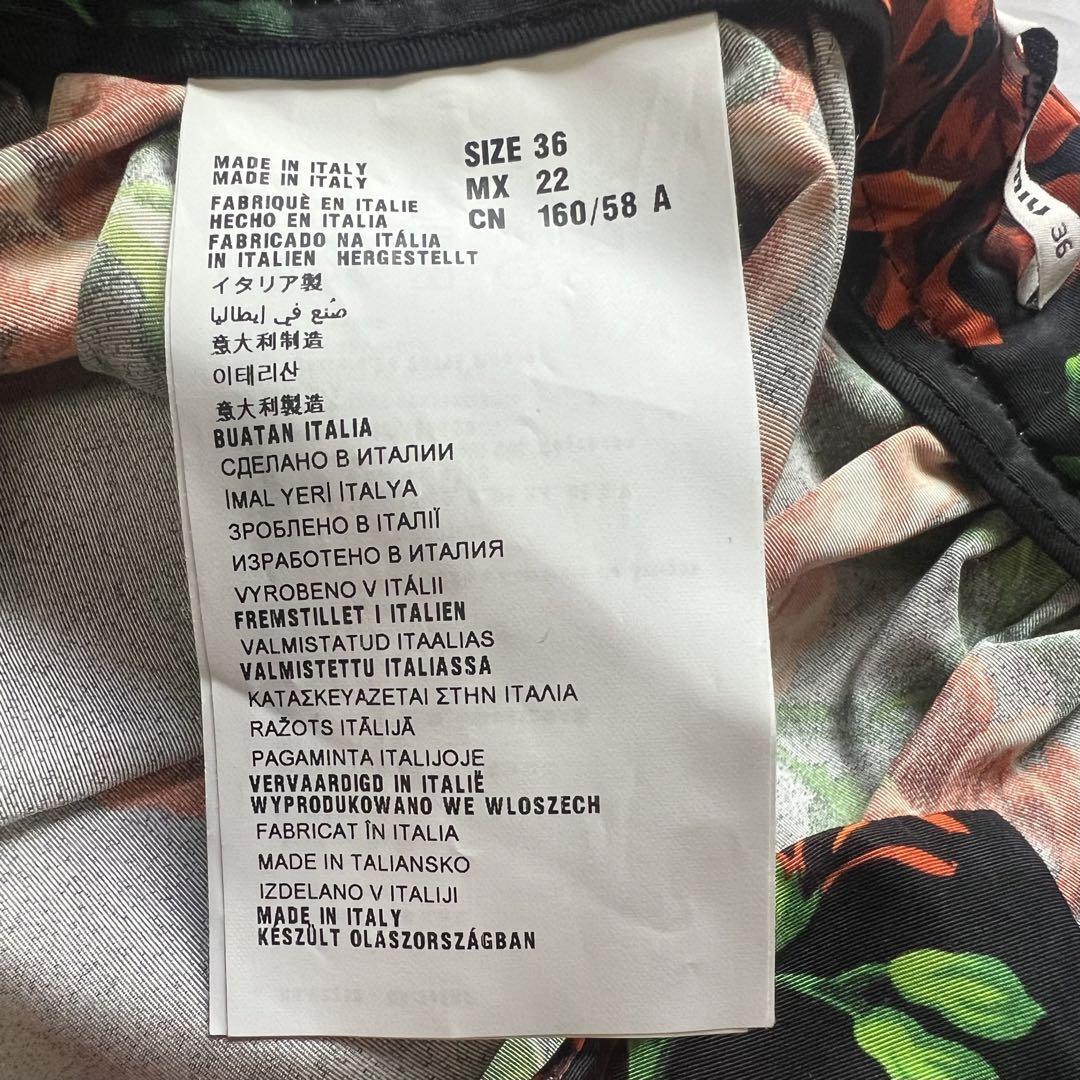 MADE IN ITALY
MADE IN ITALY
FABRIQUÈ EN ITALIE
HECHO EN ITALIA
FABRICADO NA ITÁLIA
IN ITALIEN HERGESTELLT
イタリア製
صُنع في إيطاليا
意大利制造
이태리산
意大利製造
BUATAN ITALIA
СДЕЛАНО В ИТАЛИИ
İMAL YERİ İTALYA
ЗРОБЛЕНО В ІТАЛІЇ
ИЗРАБОТЕНО В ИТАЛИЯ
VYROBENO V ITÁLII
FREMSTILLET I ITALIEN
VALMISTATUD ITAALIAS
VALMISTETTU ITALIASSA
ΚΑΤΑΣΚΕΥΑΖΕΤΑΙ ΣΤΗΝ ΙΤΑΛΙΑ
RAŽOTS ITĀLIJĀ
PAGAMINTA ITALIJOJE
VERVAARDIGD IN ITALIË
WYPRODUKOWANO WE WLOSZECH
FABRICAT ÎN ITALIA
MADE IN TALIANSKO
IZDELANO V ITALIJI
MADE IN ITALY
KÉSZÜLT OLASZORSZÁGBAN
SIZE 36
MX 22
CN 160/58 A
36